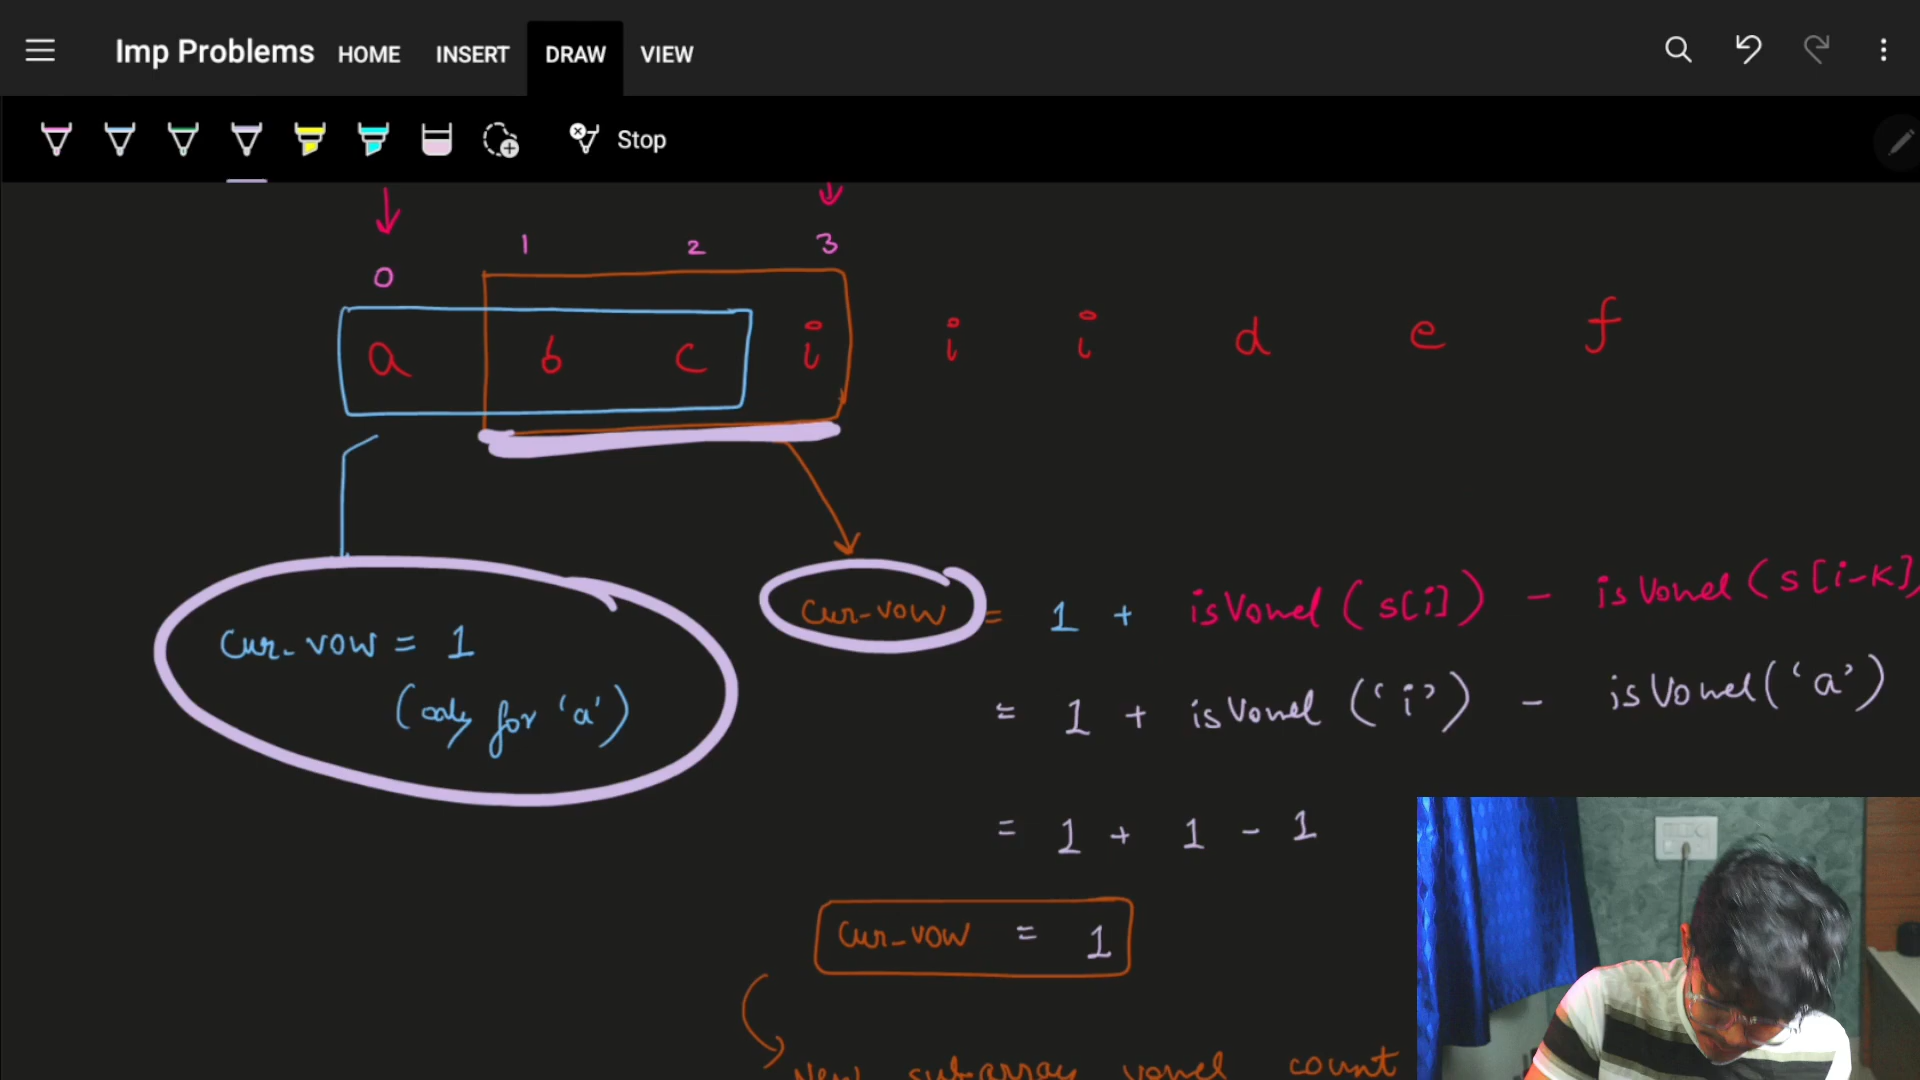 Imp Problems HOME INSERT DRAW VIEW
Stop
0 1 2 3
a b c i i i d e f
cur-vow = 1
(only for 'a')
cur-vow = 1 + isVowel (s[i]) - isVowel (s[i-k]
= 1 + isVowel ('i') - isVowel ('a')
= 1 + 1 - 1
cur-vow = 1
New subarray vowel count